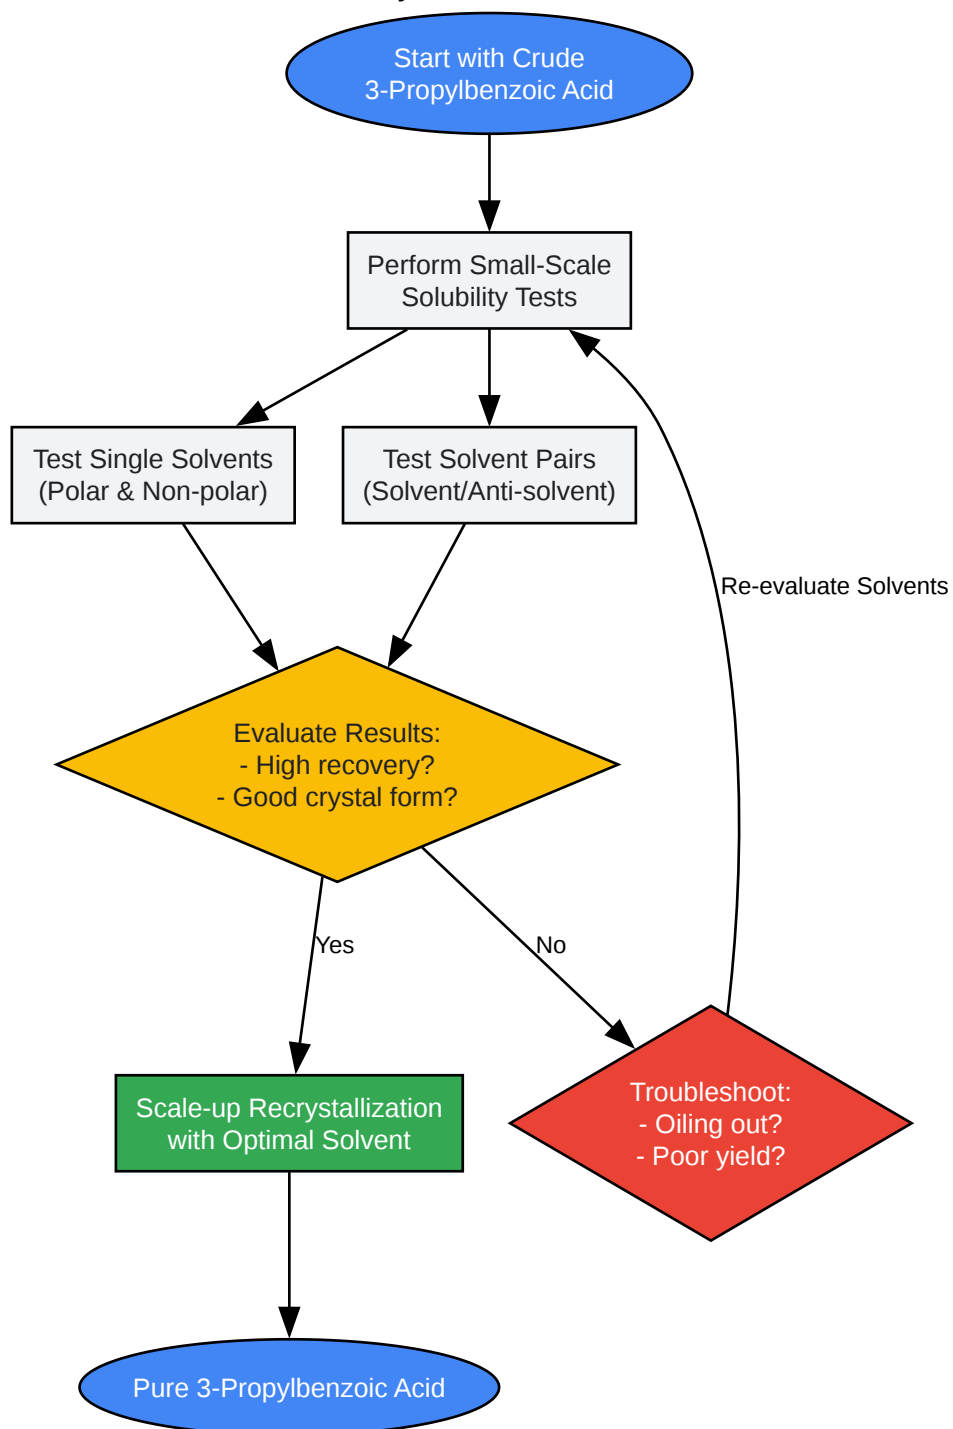 Start with Crude
3-Propylbenzoic Acid
Perform Small-Scale
Solubility Tests
Test Single Solvents
(Polar & Non-polar)
Test Solvent Pairs
(Solvent/Anti-solvent)
Re-evaluate Solvents
Evaluate Results:
- High recovery?
- Good crystal form?
Yes
No
Troubleshoot:
- Oiling out?
- Poor yield?
Scale-up Recrystallization
with Optimal Solvent
Pure 3-Propylbenzoic Acid